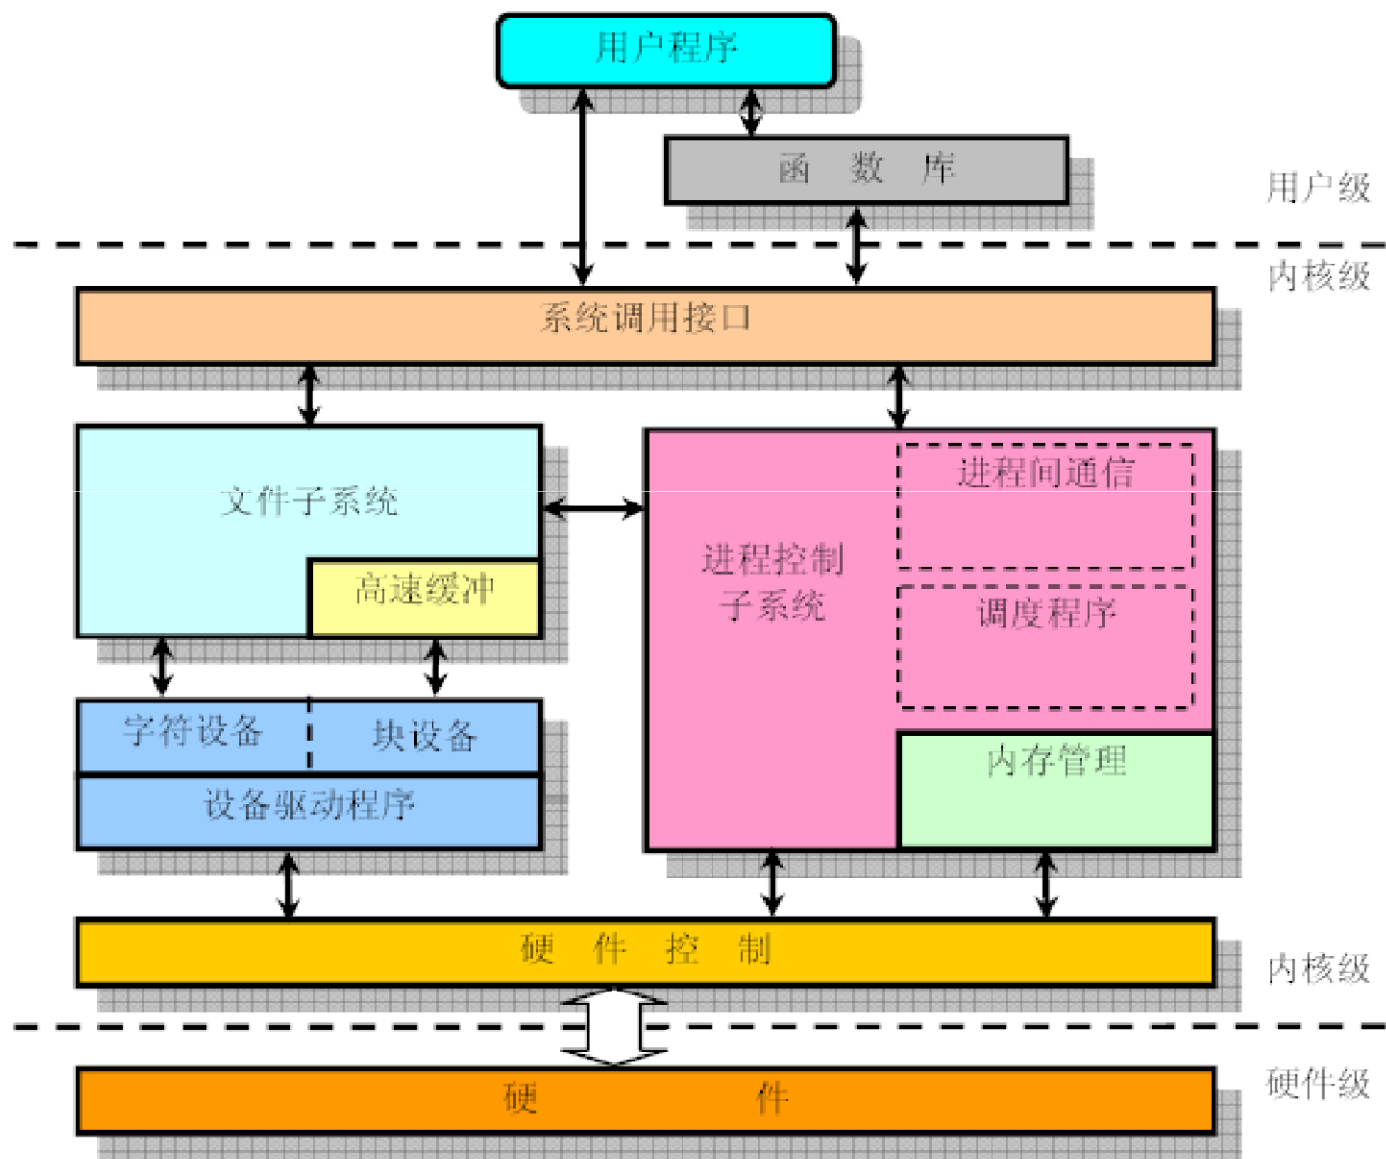 用户程序
函 数 库
用户级
内核级
系统调用接口
文件子系统
高速缓冲
进程控制
子系统
进程间通信
调度程序
内存管理
字符设备
块设备
设备驱动程序
硬 件 控 制
内核级
硬 件
硬件级